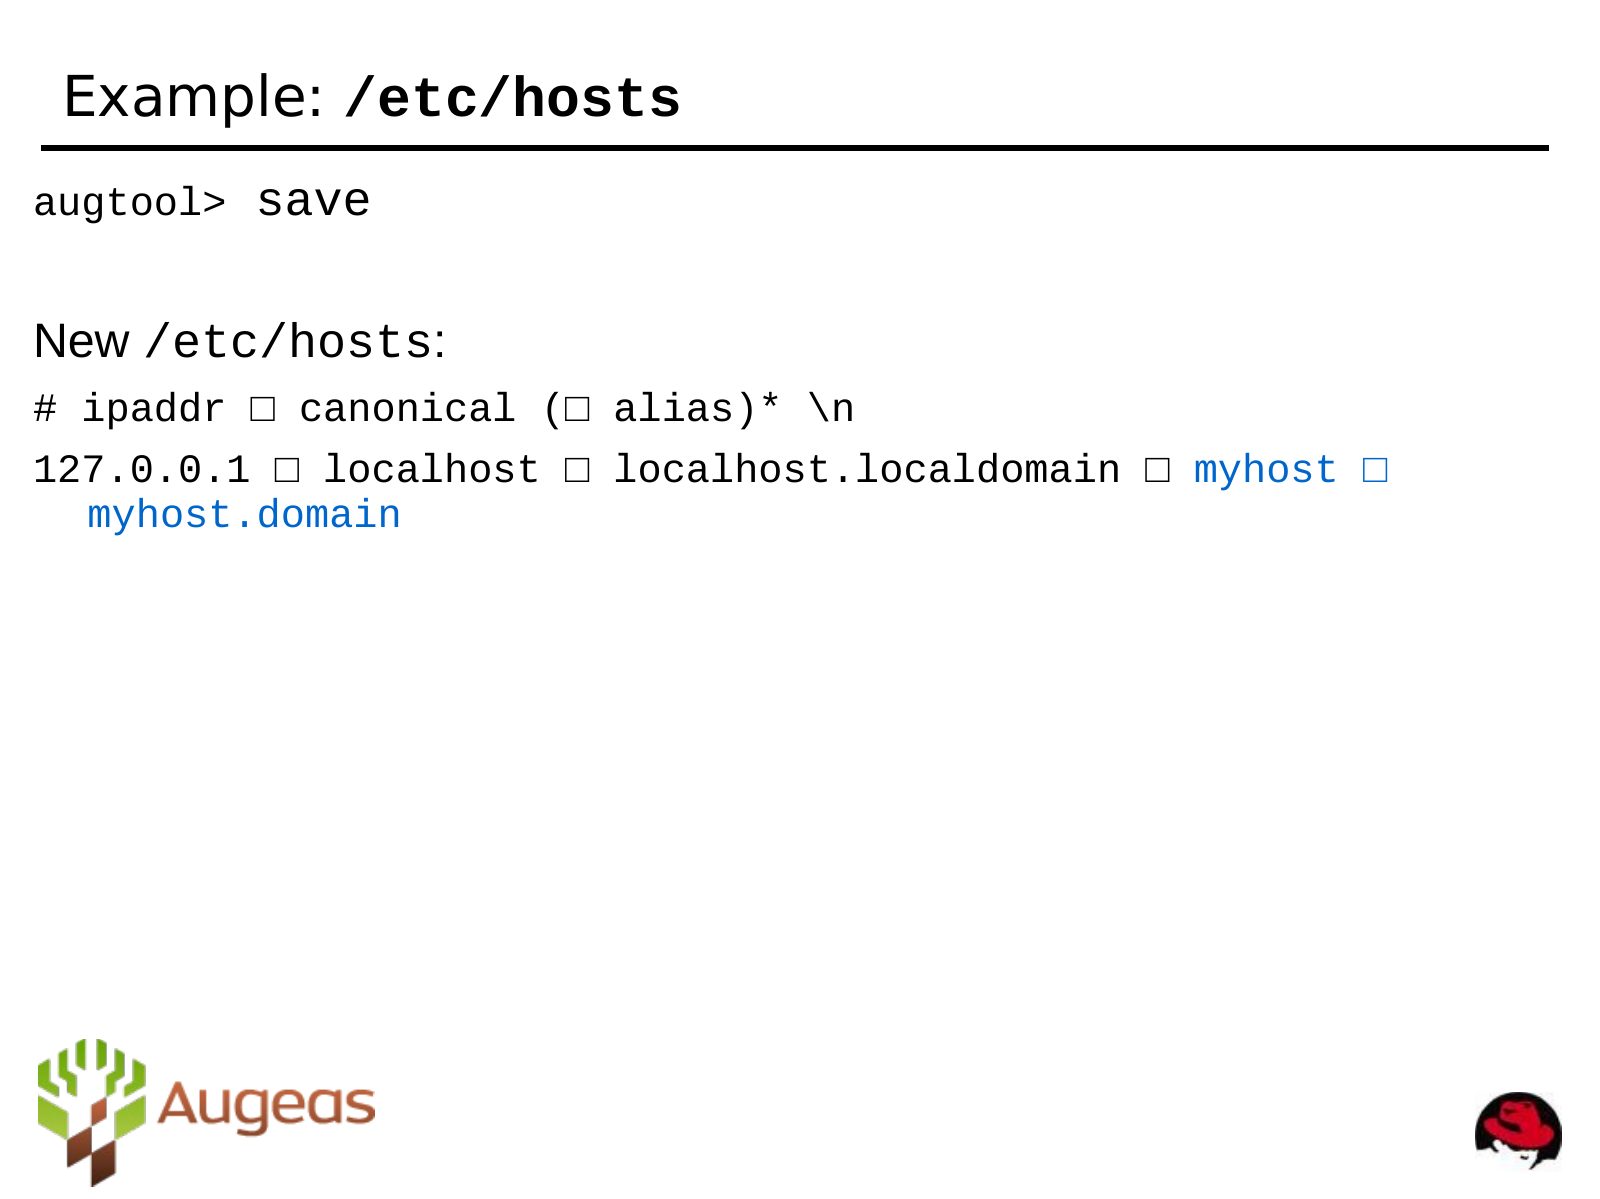 Example: /etc/hosts
augtool> save
New /etc/hosts:
# ipaddr □ canonical (□ alias)* \n
127.0.0.1 □ localhost □ localhost.localdomain □ myhost □
myhost.domain
Augeas